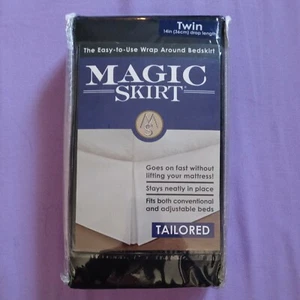 Twin
14in (36cm) drop length
The Easy-to-Use Wrap Around Bedskirt
MAGIC
SKIRT
Goes on fast without
lifting your mattress!
Stays neatly in place
Fits both conventional
and adjustable beds
TAILORED